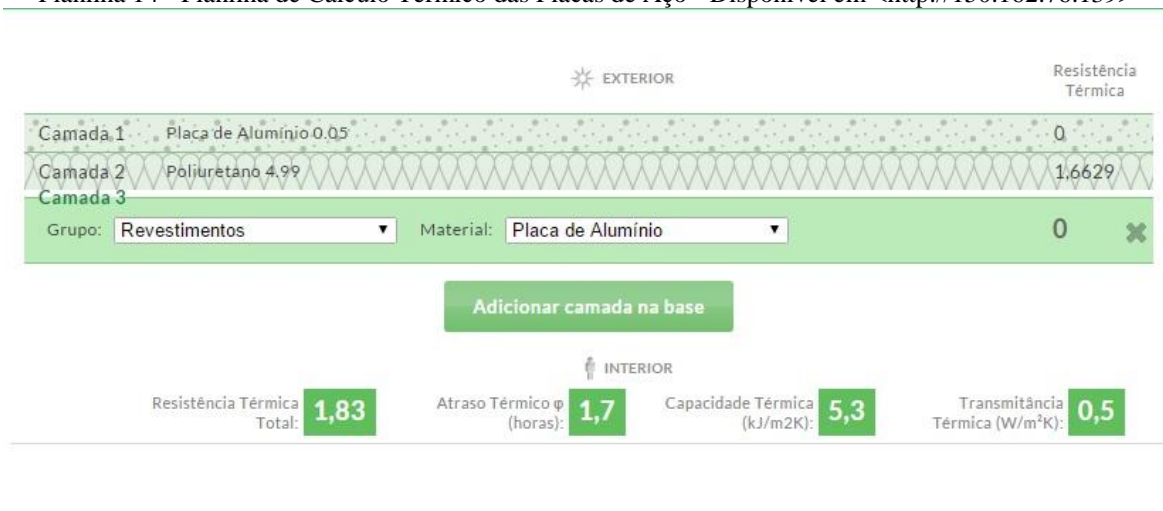 EXTERIOR
Resistência
Térmica
Camada 1 Placa de Alumínio 0.05 0
Camada 2 Poliuretano 4.99 1,6629
Camada 3
Grupo: Revestimentos Material: Placa de Alumínio 0
Adicionar camada na base
INTERIOR
Resistência Térmica Total: 1,83
Atraso Térmico φ (horas): 1,7
Capacidade Térmica (kJ/m2K): 5,3
Transmitância Térmica (W/m²K): 0,5